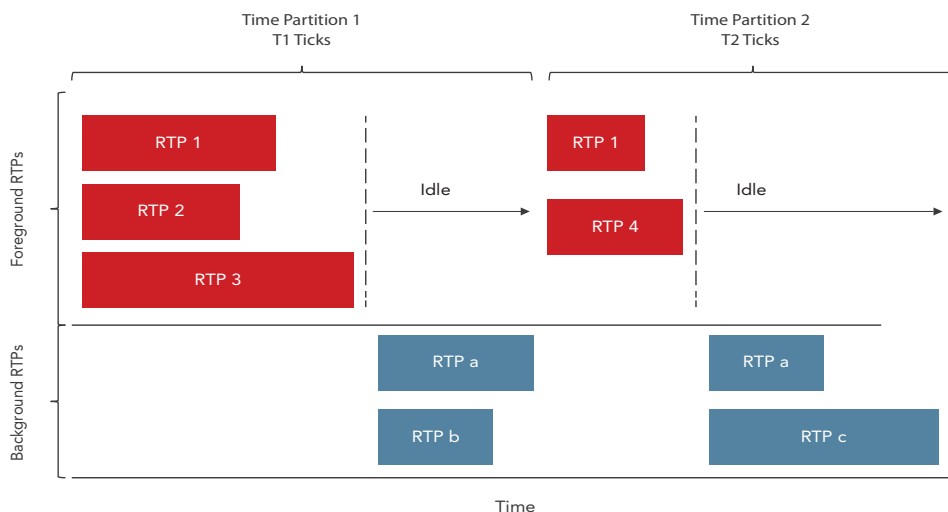 Time Partition 1
T1 Ticks
Time Partition 2
T2 Ticks
Foreground RTPs
RTP 1
RTP 2
RTP 3
Idle
RTP 1
RTP 4
Idle
Background RTPs
RTP a
RTP b
RTP a
RTP c
Time